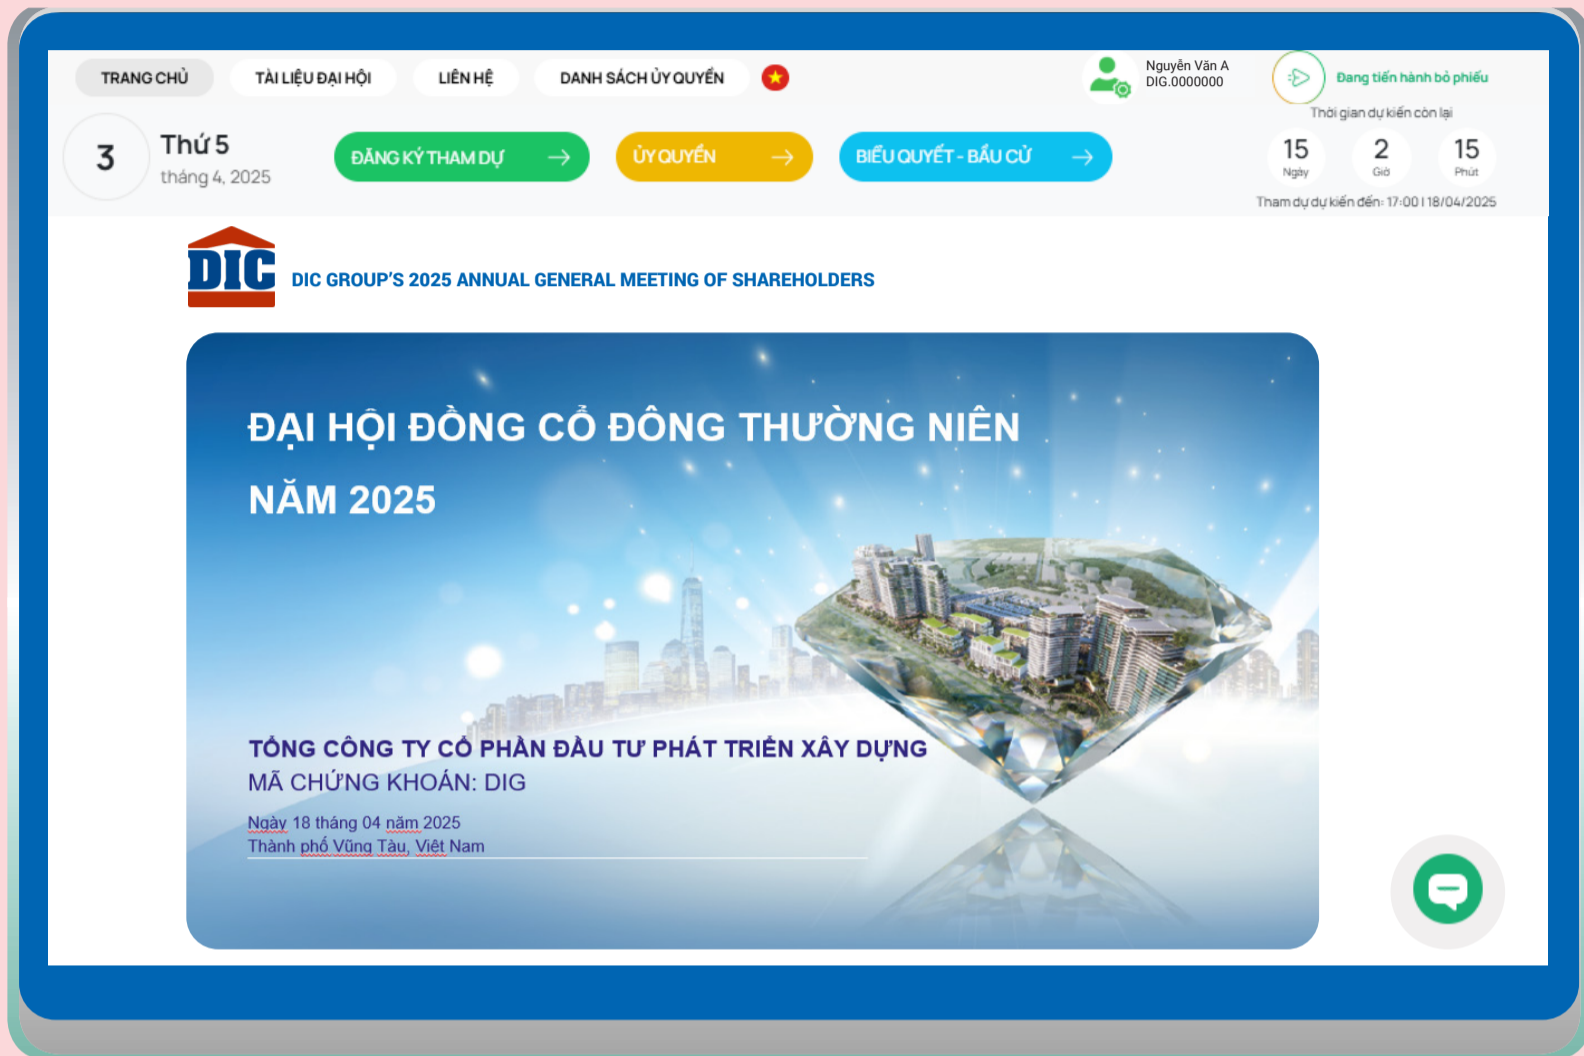 TRANG CHỦ
TÀI LIỆU ĐẠI HỘI
LIÊN HỆ
DANH SÁCH ỦY QUYỀN
Nguyễn Văn A
DIG.0000000
Đang tiến hành bỏ phiếu
3
Thứ 5
tháng 4, 2025
ĐĂNG KÝ THAM DỰ
ỦY QUYỀN
BIỂU QUYẾT - BẦU CỬ
Thời gian dự kiến còn lại
15
2
15
Ngày
Giờ
Phút
Tham dự dự kiến đến: 17:00 | 18/04/2025
DIC
DIC GROUP’S 2025 ANNUAL GENERAL MEETING OF SHAREHOLDERS
ĐẠI HỘI ĐỒNG CỔ ĐÔNG THƯỜNG NIÊN
NĂM 2025
TỔNG CÔNG TY CỔ PHẦN ĐẦU TƯ PHÁT TRIỂN XÂY DỰNG
MÃ CHỨNG KHOÁN: DIG
Ngày 18 tháng 04 năm 2025
Thành phố Vũng Tàu, Việt Nam